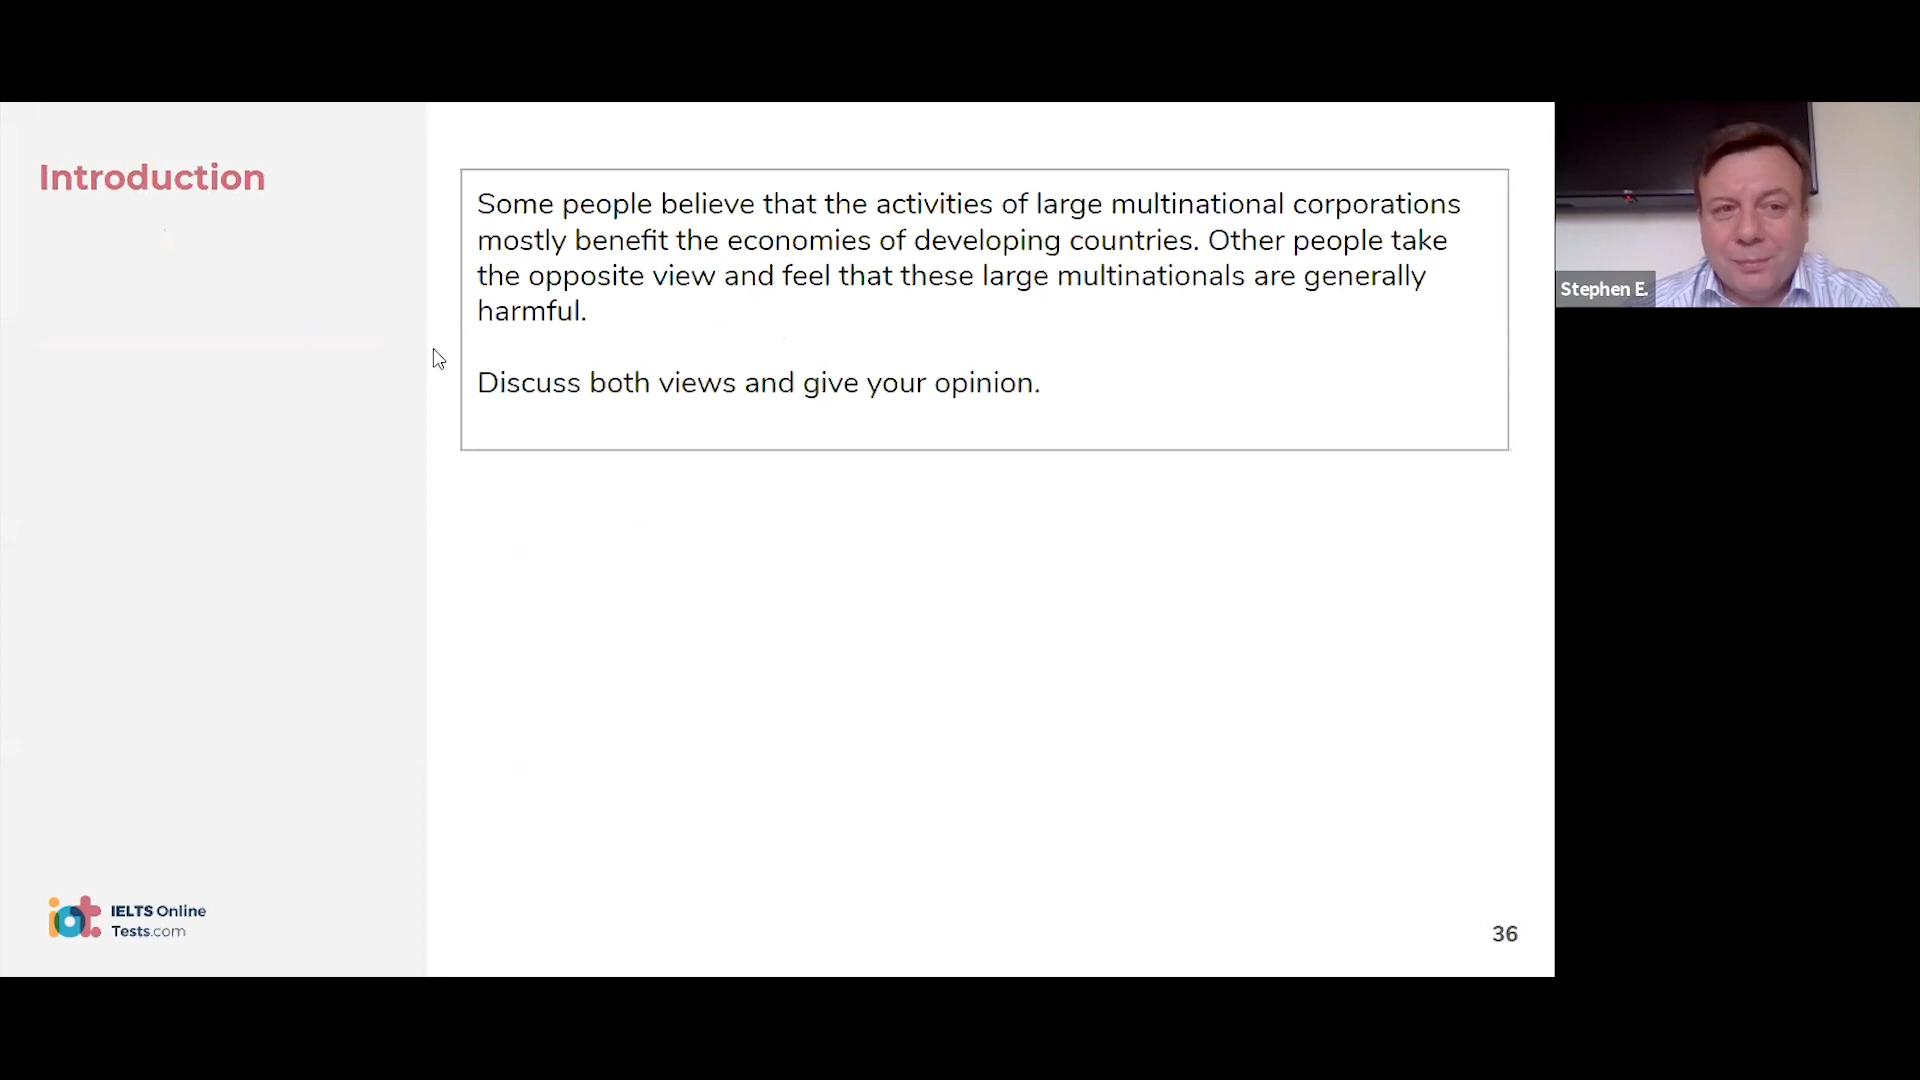 Introduction
Some people believe that the activities of large multinational corporations
mostly benefit the economies of developing countries. Other people take
the opposite view and feel that these large multinationals are generally
harmful.
Discuss both views and give your opinion.
Stephen E.
iot
IELTS Online
Tests.com
36